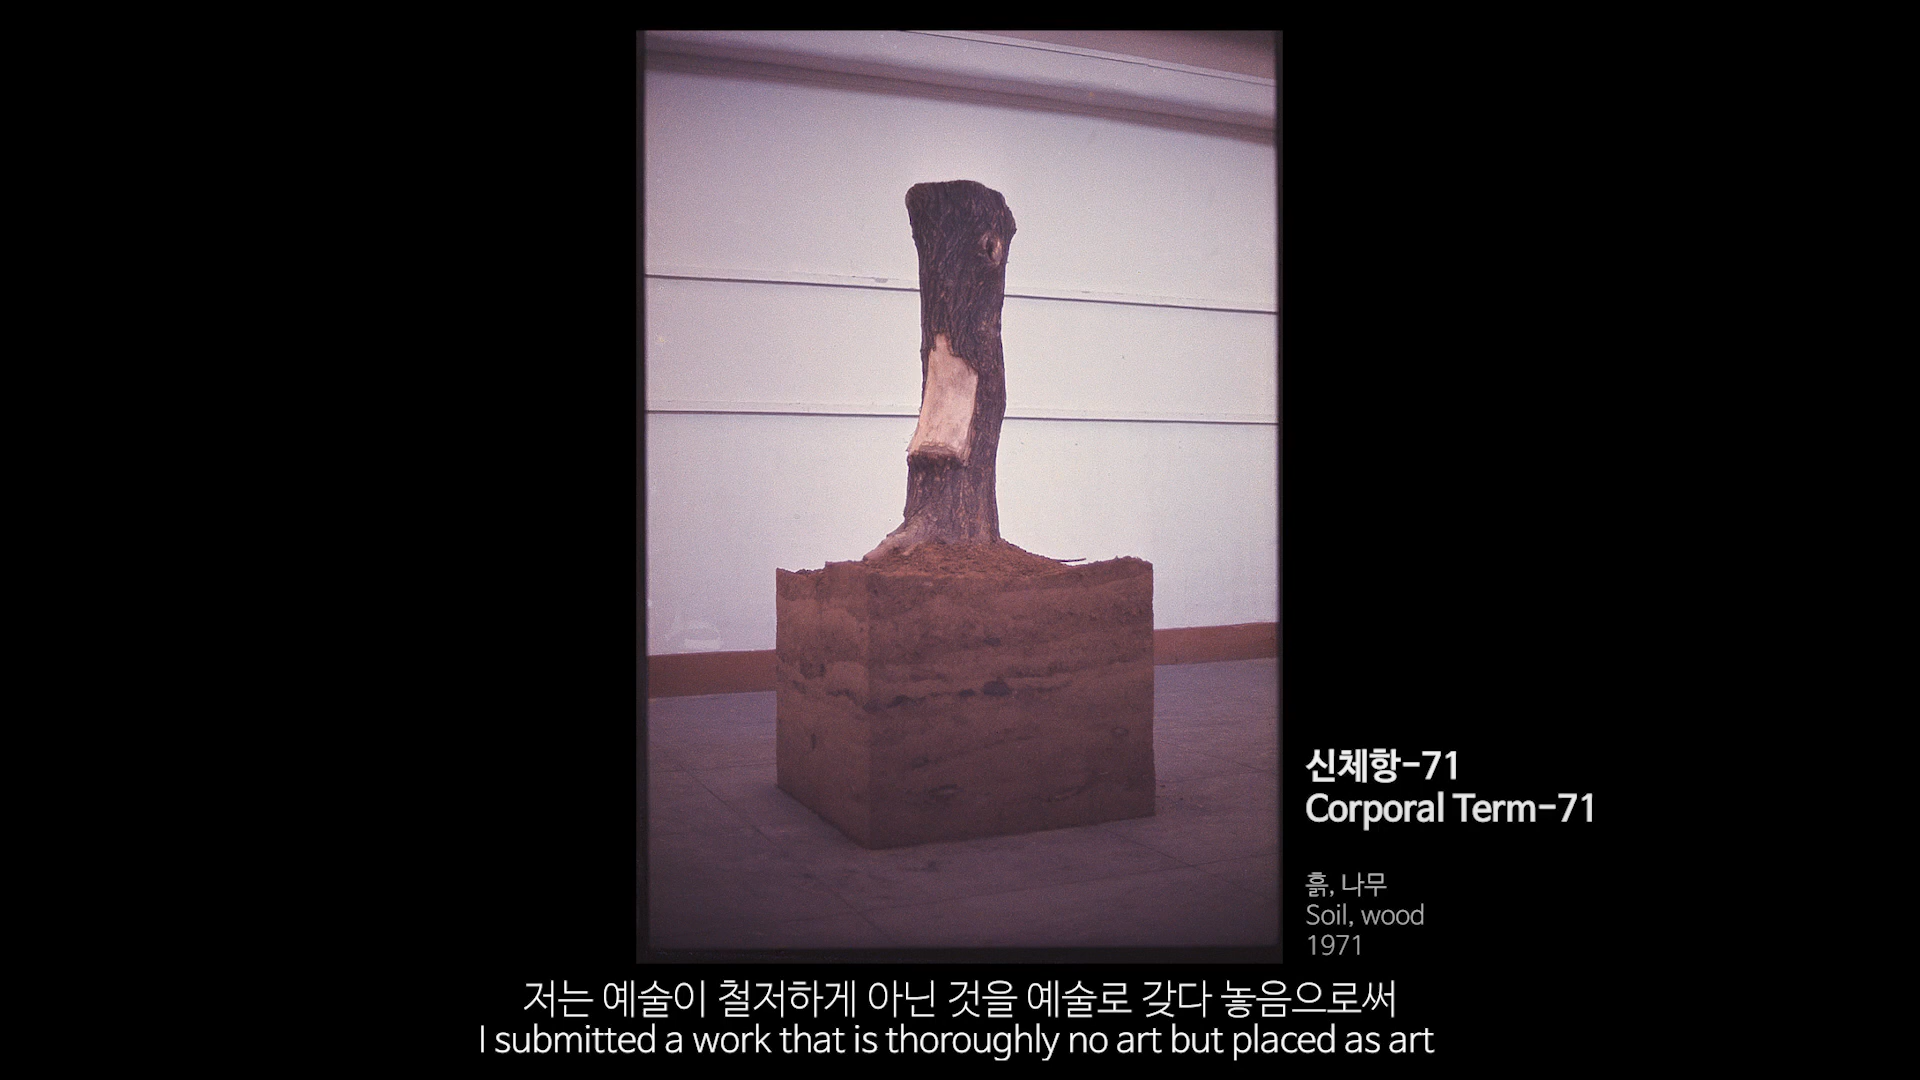 신체항-71
Corporal Term-71
흙, 나무
Soil, wood
1971
저는 예술이 철저하게 아닌 것을 예술로 갖다 놓음으로써
I submitted a work that is thoroughly no art but placed as art